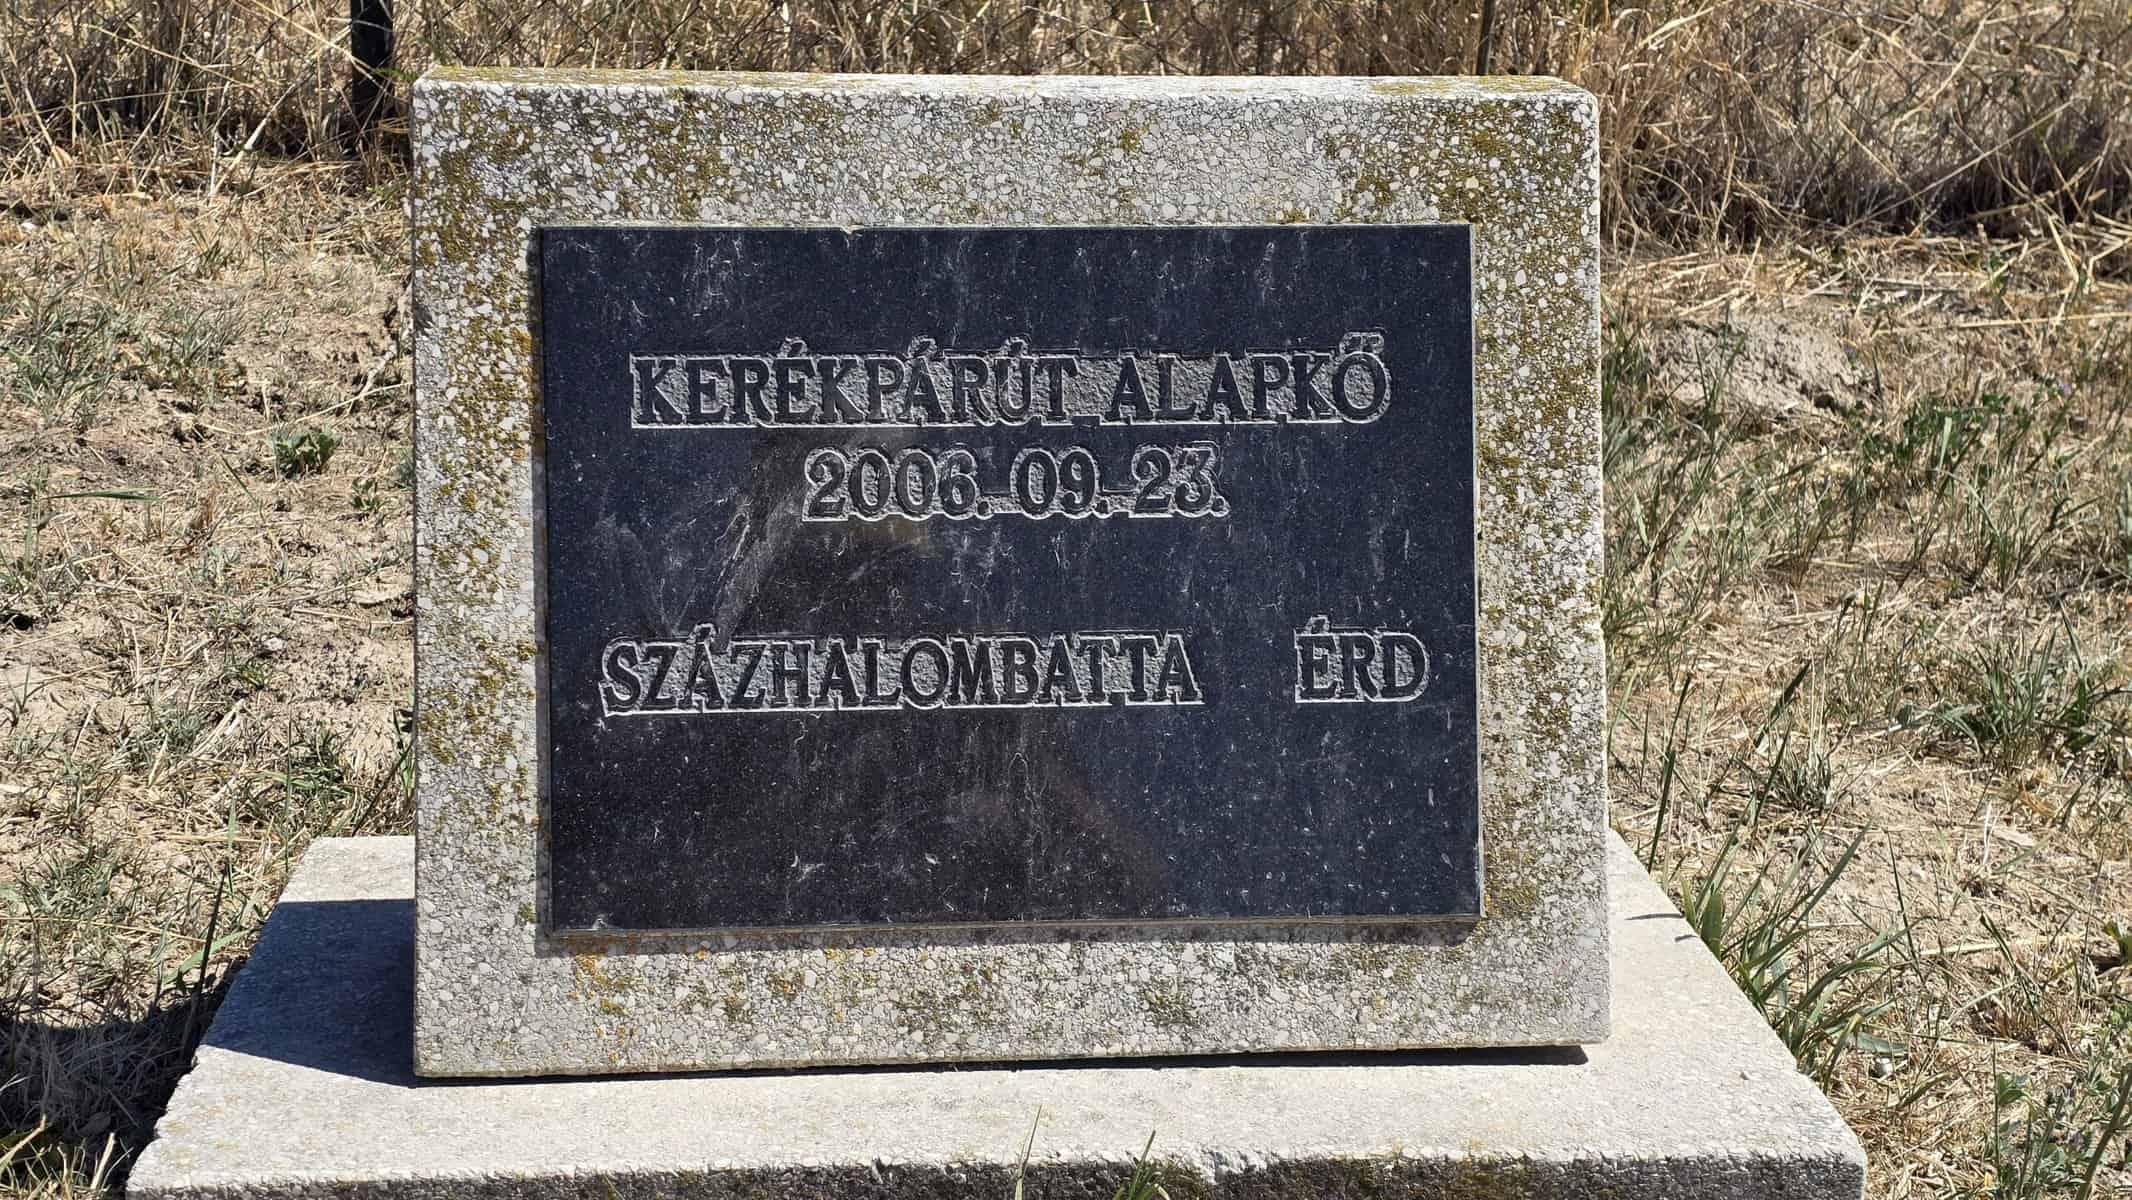 KERÉKPÁRÚT ALAPKŐ
2006. 09. 23.
SZÁZHALOMBATTA ÉRD